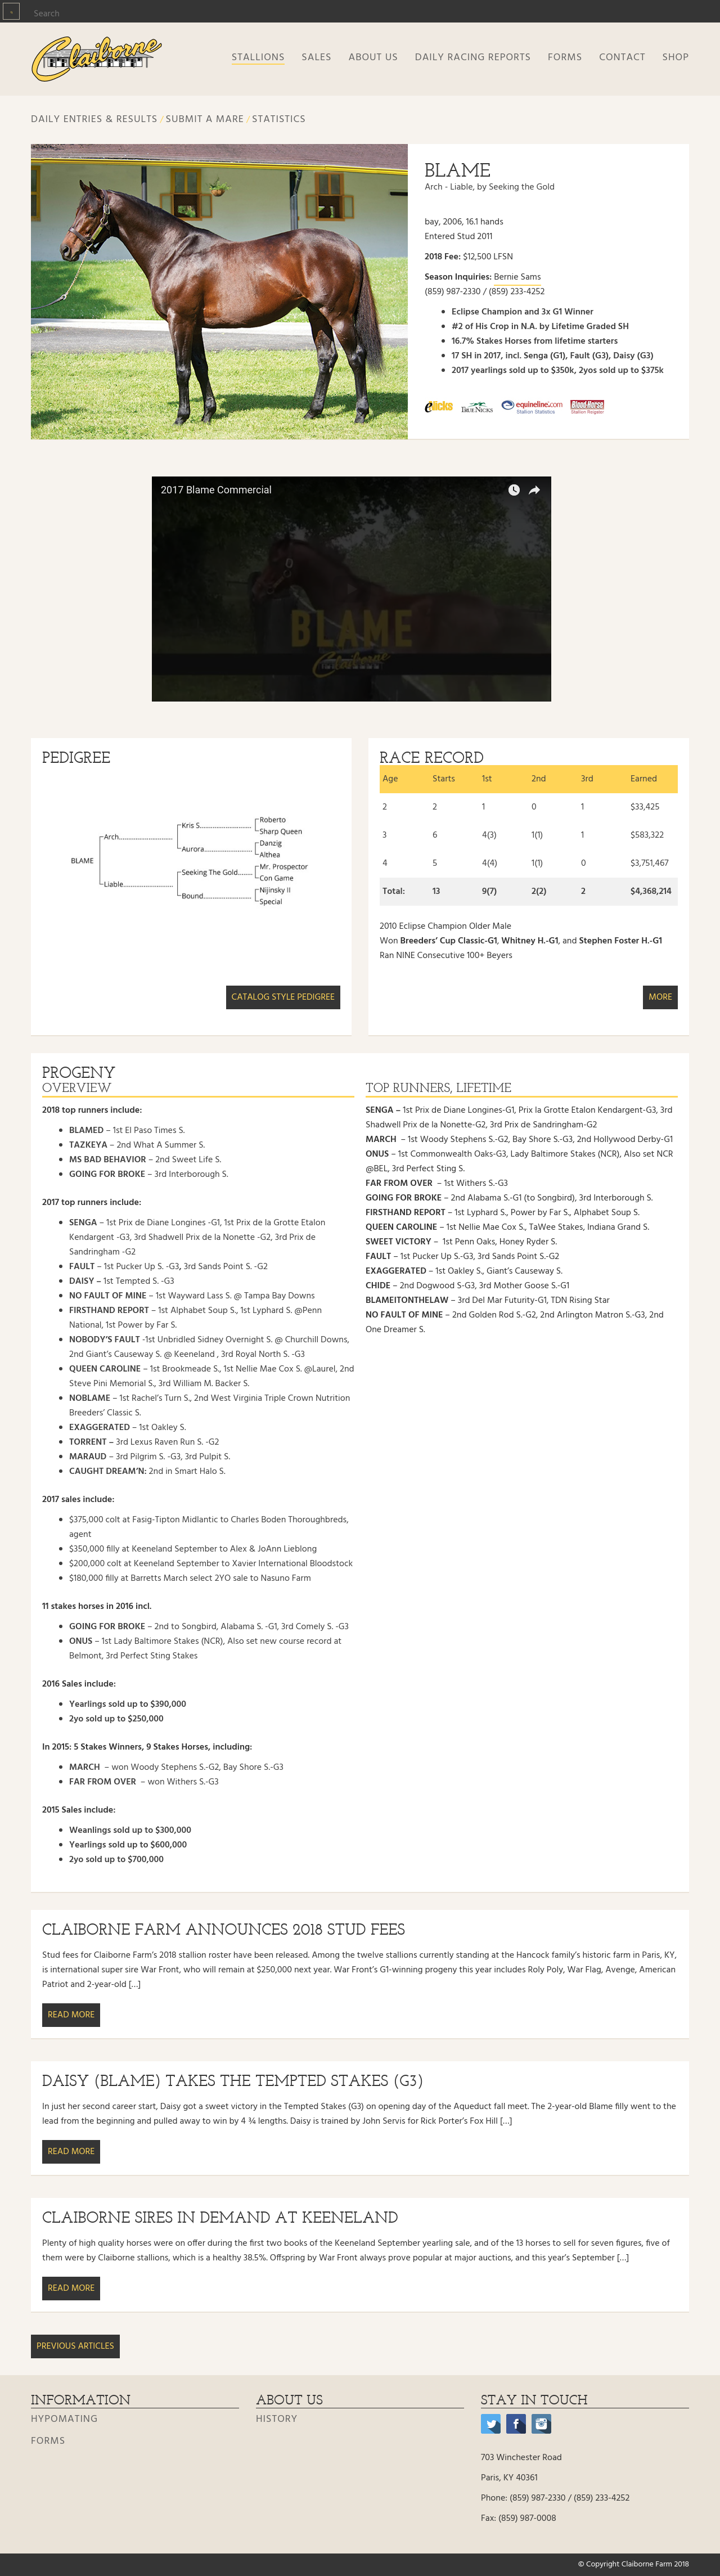 Search
Claiborne
STALLIONS SALES ABOUT US DAILY RACING REPORTS FORMS CONTACT SHOP
DAILY ENTRIES & RESULTS / SUBMIT A MARE / STATISTICS
BLAME
Arch - Liable, by Seeking the Gold
bay, 2006, 16.1 hands
Entered Stud 2011
2018 Fee: $12,500 LFSN
Season Inquiries: Bernie Sams
(859) 987-2330 / (859) 233-4252
• Eclipse Champion and 3x G1 Winner
• #2 of His Crop in N.A. by Lifetime Graded SH
• 16.7% Stakes Horses from lifetime starters
• 17 SH in 2017, incl. Senga (G1), Fault (G3), Daisy (G3)
• 2017 yearlings sold up to $350k, 2yos sold up to $375k
eNicks TRUENICKS equineline.com Station Statistics BloodHorse Stallion Register
2017 Blame Commercial
BLAME
Claiborne
PEDIGREE
BLAME
Arch
Liable
Kris S.
Aurora
Seeking The Gold
Bound
Roberto
Sharp Queen
Danzig
Althea
Mr. Prospector
Con Game
Nijinsky II
Special
CATALOG STYLE PEDIGREE
RACE RECORD
Age Starts 1st 2nd 3rd Earned
2 2 1 0 1 $33,425
3 6 4(3) 1(1) 1 $583,322
4 5 4(4) 1(1) 0 $3,751,467
Total: 13 9(7) 2(2) 2 $4,368,214
2010 Eclipse Champion Older Male
Won Breeders’ Cup Classic-G1, Whitney H.-G1, and Stephen Foster H.-G1
Ran NINE Consecutive 100+ Beyers
MORE
PROGENY
OVERVIEW
2018 top runners include:
• BLAMED – 1st El Paso Times S.
• TAZKEYA – 2nd What A Summer S.
• MS BAD BEHAVIOR – 2nd Sweet Life S.
• GOING FOR BROKE – 3rd Interborough S.
2017 top runners include:
• SENGA – 1st Prix de Diane Longines -G1, 1st Prix de la Grotte Etalon
Kendargent -G3, 3rd Shadwell Prix de la Nonette -G2, 3rd Prix de
Sandringham -G2
• FAULT – 1st Pucker Up S. -G3, 3rd Sands Point S. -G2
• DAISY – 1st Tempted S. -G3
• NO FAULT OF MINE – 1st Wayward Lass S. @ Tampa Bay Downs
• FIRSTHAND REPORT – 1st Alphabet Soup S., 1st Lyphard S. @Penn
National, 1st Power by Far S.
• NOBODY’S FAULT -1st Unbridled Sidney Overnight S. @ Churchill Downs,
2nd Giant’s Causeway S. @ Keeneland , 3rd Royal North S. -G3
• QUEEN CAROLINE – 1st Brookmeade S., 1st Nellie Mae Cox S. @Laurel, 2nd
Steve Pini Memorial S., 3rd William M. Backer S.
• NOBLAME – 1st Rachel’s Turn S., 2nd West Virginia Triple Crown Nutrition
Breeders’ Classic S.
• EXAGGERATED – 1st Oakley S.
• TORRENT – 3rd Lexus Raven Run S. -G2
• MARAUD – 3rd Pilgrim S. -G3, 3rd Pulpit S.
• CAUGHT DREAM’N: 2nd in Smart Halo S.
2017 sales include:
• $375,000 colt at Fasig-Tipton Midlantic to Charles Boden Thoroughbreds,
agent
• $350,000 filly at Keeneland September to Alex & JoAnn Lieblong
• $200,000 colt at Keeneland September to Xavier International Bloodstock
• $180,000 filly at Barretts March select 2YO sale to Nasuno Farm
11 stakes horses in 2016 incl.
• GOING FOR BROKE – 2nd to Songbird, Alabama S. -G1, 3rd Comely S. -G3
• ONUS – 1st Lady Baltimore Stakes (NCR), Also set new course record at
Belmont, 3rd Perfect Sting Stakes
2016 Sales include:
• Yearlings sold up to $390,000
• 2yo sold up to $250,000
In 2015: 5 Stakes Winners, 9 Stakes Horses, including:
• MARCH – won Woody Stephens S.-G2, Bay Shore S.-G3
• FAR FROM OVER – won Withers S.-G3
2015 Sales include:
• Weanlings sold up to $300,000
• Yearlings sold up to $600,000
• 2yo sold up to $700,000
TOP RUNNERS, LIFETIME
SENGA – 1st Prix de Diane Longines-G1, Prix la Grotte Etalon Kendargent-G3, 3rd
Shadwell Prix de la Nonette-G2, 3rd Prix de Sandringham-G2
MARCH – 1st Woody Stephens S.-G2, Bay Shore S.-G3, 2nd Hollywood Derby-G1
ONUS – 1st Commonwealth Oaks-G3, Lady Baltimore Stakes (NCR), Also set NCR
@BEL, 3rd Perfect Sting S.
FAR FROM OVER – 1st Withers S.-G3
GOING FOR BROKE – 2nd Alabama S.-G1 (to Songbird), 3rd Interborough S.
FIRSTHAND REPORT – 1st Lyphard S., Power by Far S., Alphabet Soup S.
QUEEN CAROLINE – 1st Nellie Mae Cox S., TaWee Stakes, Indiana Grand S.
SWEET VICTORY – 1st Penn Oaks, Honey Ryder S.
FAULT – 1st Pucker Up S.-G3, 3rd Sands Point S.-G2
EXAGGERATED – 1st Oakley S., Giant’s Causeway S.
CHIDE – 2nd Dogwood S-G3, 3rd Mother Goose S.-G1
BLAMEITONTHELAW – 3rd Del Mar Futurity-G1, TDN Rising Star
NO FAULT OF MINE – 2nd Golden Rod S.-G2, 2nd Arlington Matron S.-G3, 2nd
One Dreamer S.
CLAIBORNE FARM ANNOUNCES 2018 STUD FEES
Stud fees for Claiborne Farm’s 2018 stallion roster have been released. Among the twelve stallions currently standing at the Hancock family’s historic farm in Paris, KY,
is international super sire War Front, who will remain at $250,000 next year. War Front’s G1-winning progeny this year includes Roly Poly, War Flag, Avenge, American
Patriot and 2-year-old [...]
READ MORE
DAISY (BLAME) TAKES THE TEMPTED STAKES (G3)
In just her second career start, Daisy got a sweet victory in the Tempted Stakes (G3) on opening day of the Aqueduct fall meet. The 2-year-old Blame filly went to the
lead from the beginning and pulled away to win by 4 ¾ lengths. Daisy is trained by John Servis for Rick Porter’s Fox Hill [...]
READ MORE
CLAIBORNE SIRES IN DEMAND AT KEENELAND
Plenty of high quality horses were on offer during the first two books of the Keeneland September yearling sale, and of the 13 horses to sell for seven figures, five of
them were by Claiborne stallions, which is a healthy 38.5%. Offspring by War Front always prove popular at major auctions, and this year’s September [...]
READ MORE
PREVIOUS ARTICLES
INFORMATION
HYPOMATING
FORMS
ABOUT US
HISTORY
STAY IN TOUCH
703 Winchester Road
Paris, KY 40361
Phone: (859) 987-2330 / (859) 233-4252
Fax: (859) 987-0008
© Copyright Claiborne Farm 2018